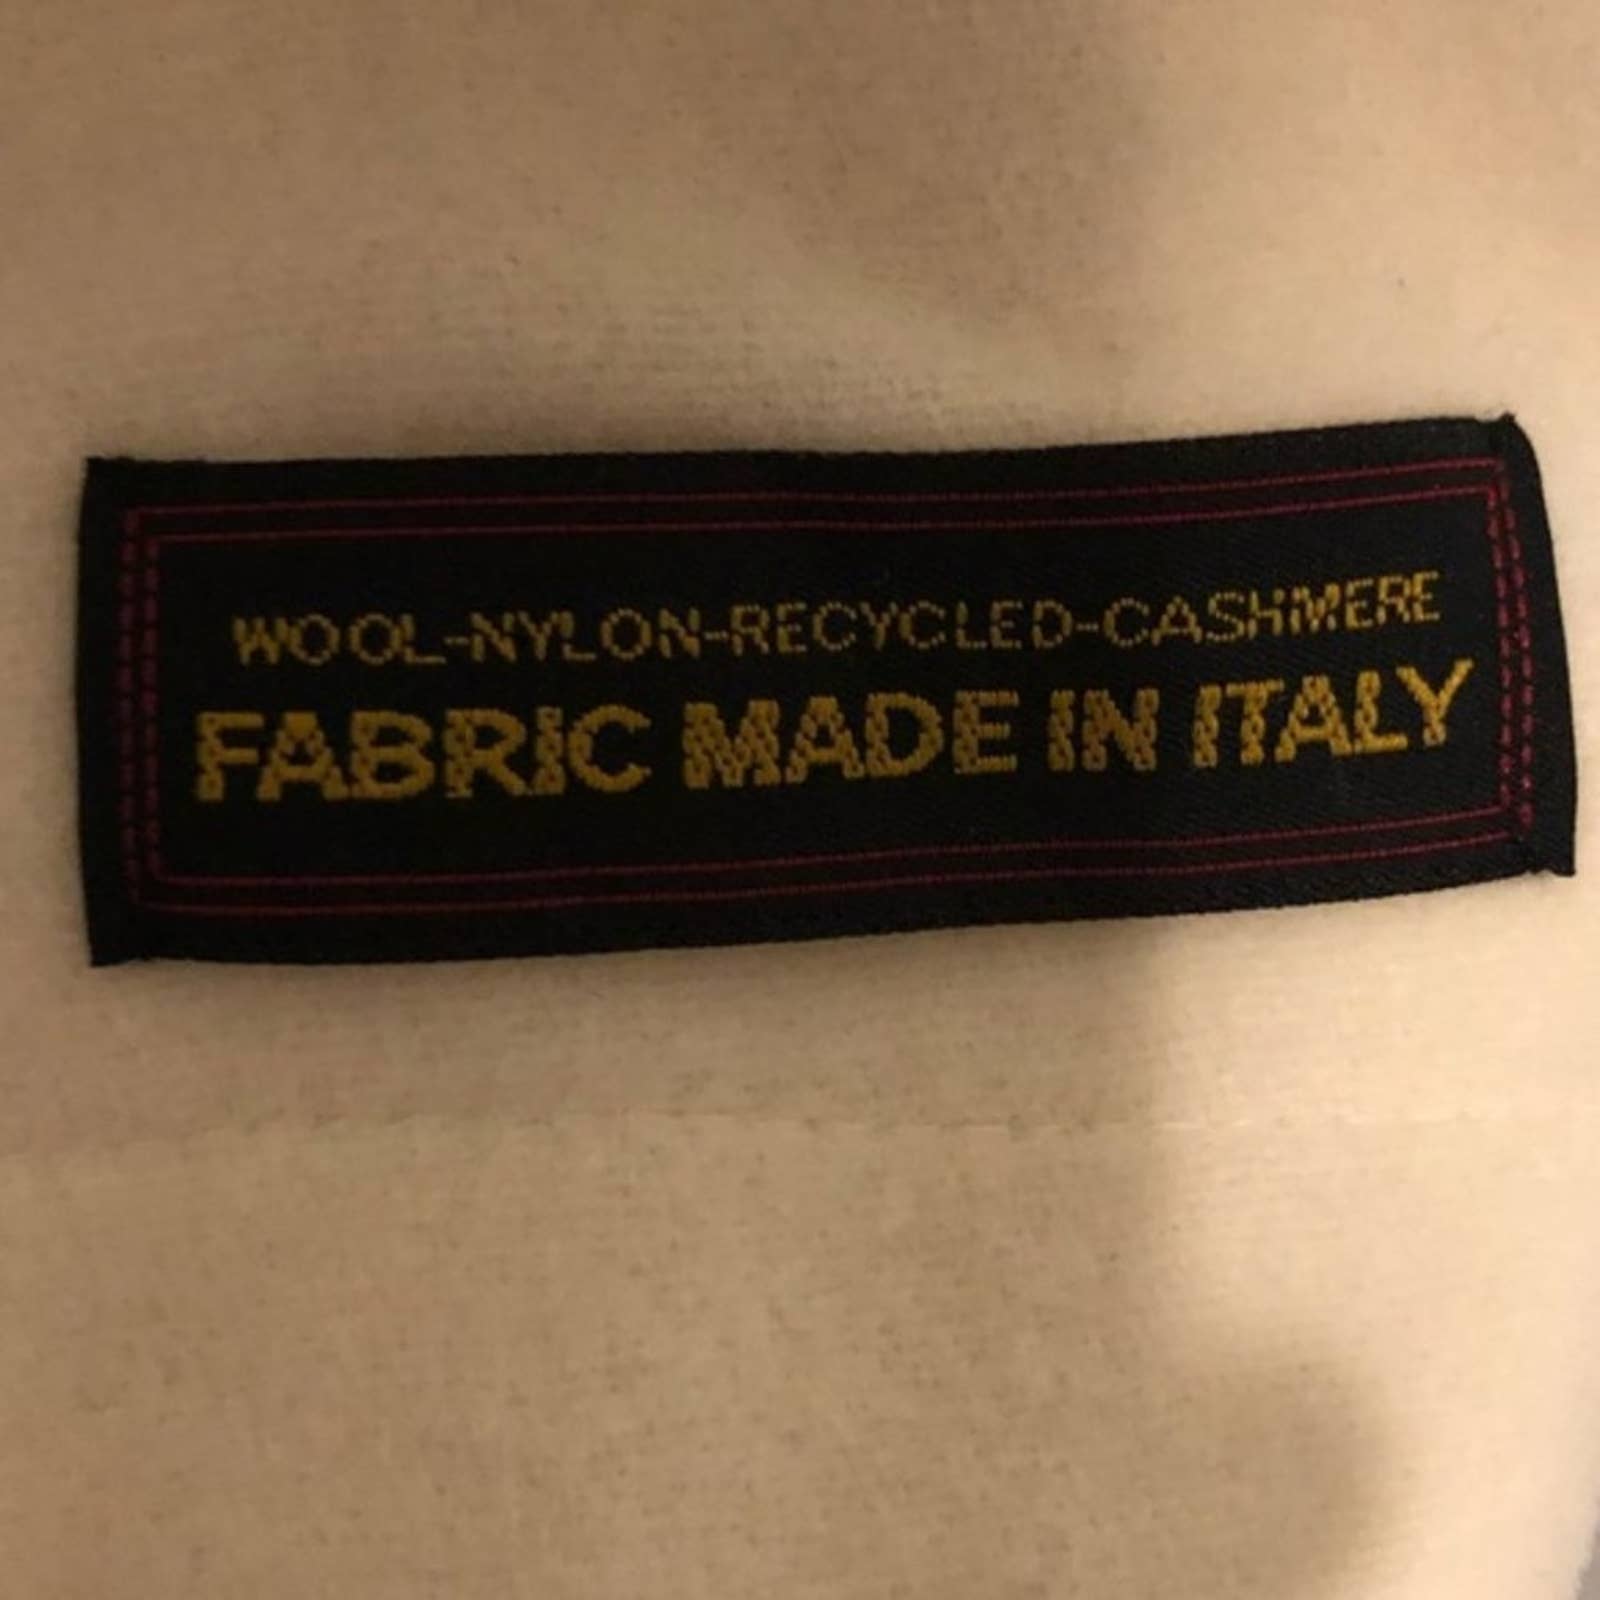 WOOL-NYLON-RECYCLED-CASHMERE
FABRIC MADE IN ITALY